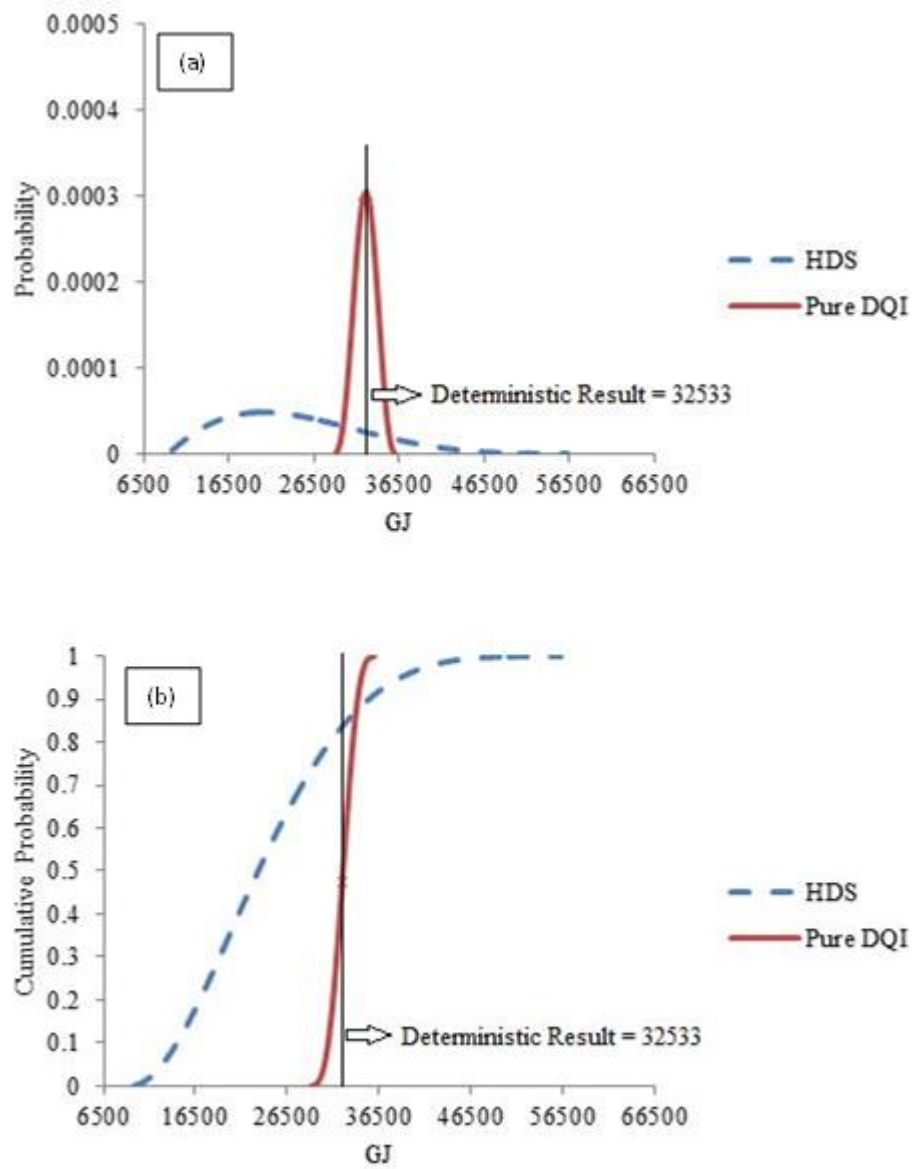 0.0005
(a)
0.0004
0.0003
0.0002
0.0001
0
Probability
HDS
Pure DQI
Deterministic Result = 32533
6500 16500 26500 36500 46500 56500 66500
GJ
1
(b)
0.9
0.8
0.7
0.6
0.5
0.4
0.3
0.2
0.1
0
Cumulative Probability
HDS
Pure DQI
Deterministic Result = 32533
6500 16500 26500 36500 46500 56500 66500
GJ